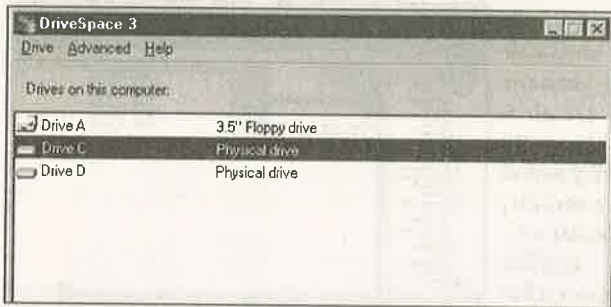 DriveSpace 3
Drive Advanced Help
Drives on this computer:
Drive A 3.5" Floppy drive
Drive C Physical drive
Drive D Physical drive